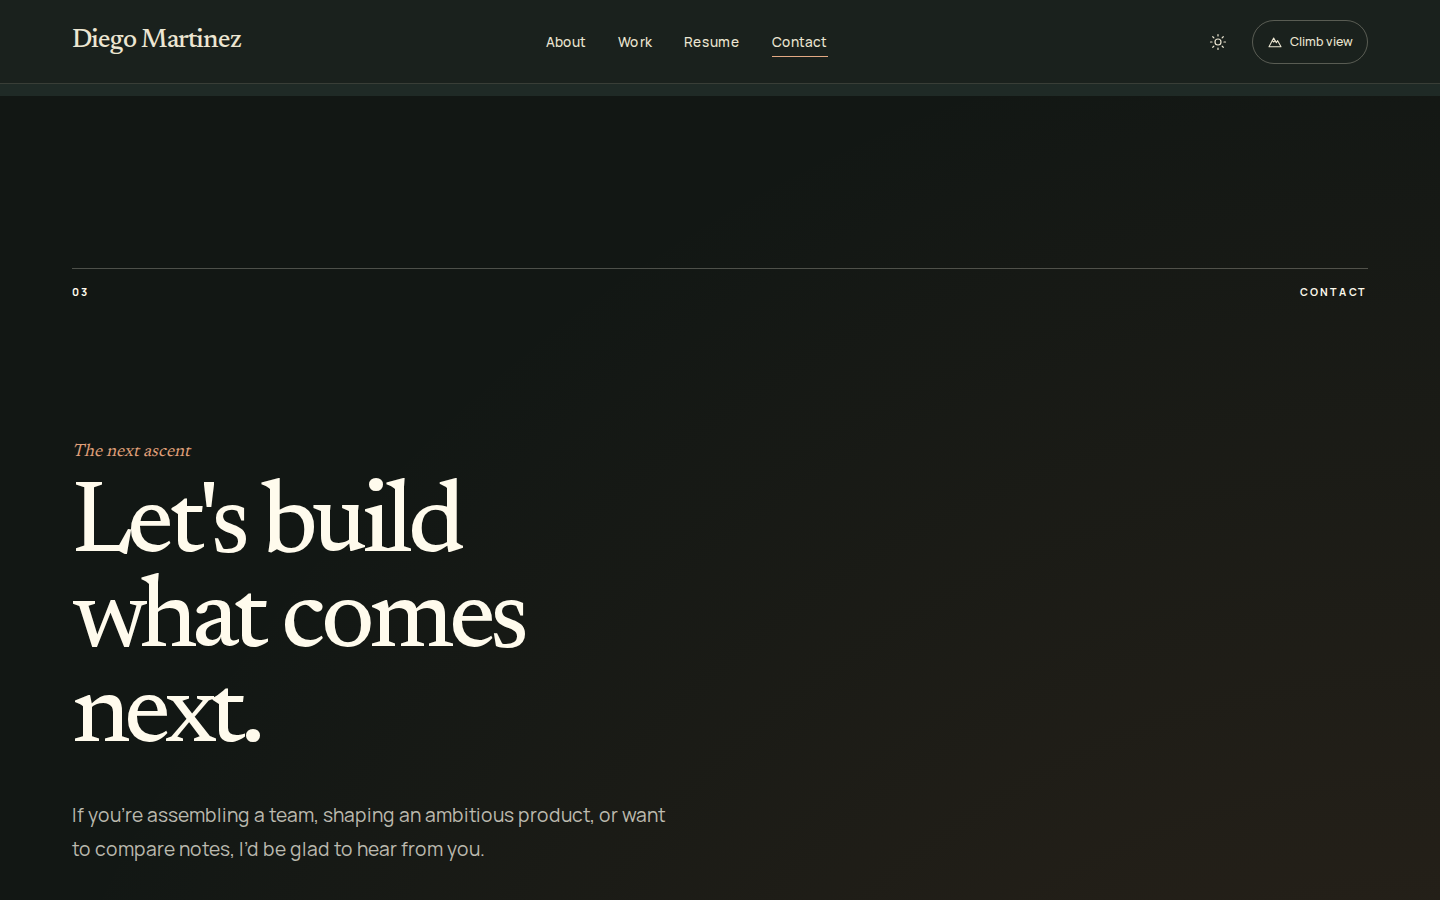 Diego Martinez
About
Work
Resume
Contact
Climb view
03
CONTACT
The next ascent
Let's build
what comes
next.
If you’re assembling a team, shaping an ambitious product, or want
to compare notes, I’d be glad to hear from you.